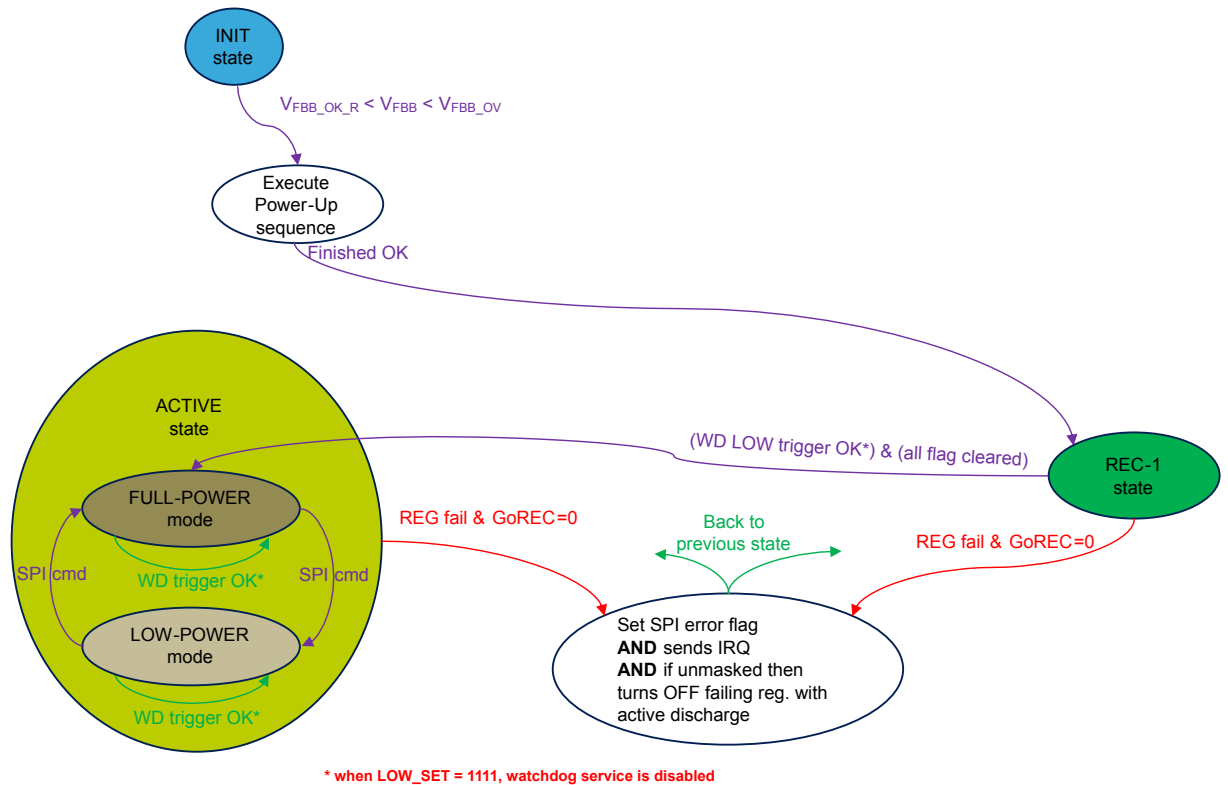 INIT
state
V_FBB_OK_R < V_FBB < V_FBB_OV
Execute
Power-Up
sequence
Finished OK
ACTIVE
state
(WD LOW trigger OK*) & (all flag cleared)
REC-1
state
FULL-POWER
mode
REG fail & GoREC=0
Back to
previous state
REG fail & GoREC=0
SPI cmd
WD trigger OK*
SPI cmd
LOW-POWER
mode
WD trigger OK*
Set SPI error flag
AND sends IRQ
AND if unmasked then
turns OFF failing reg. with
active discharge
* when LOW_SET = 1111, watchdog service is disabled